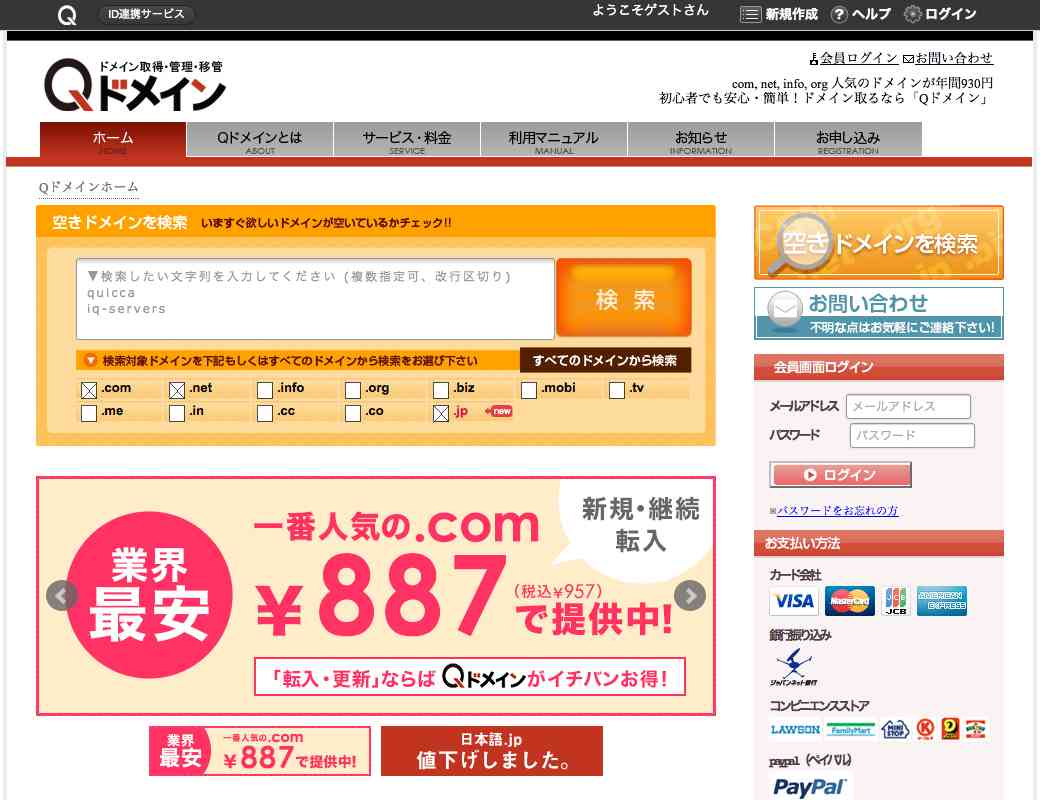 ID連携サービス
ようこそゲストさん
新規作成
ヘルプ
ログイン
ドメイン取得・管理・移管
Qドメイン
会員ログイン
お問い合わせ
com, net, info, org 人気のドメインが年間930円
初心者でも安心・簡単！ドメイン取るなら「Qドメイン」
ホーム
HOME
Qドメインとは
ABOUT
サービス・料金
SERVICE
利用マニュアル
MANUAL
お知らせ
INFORMATION
お申し込み
REGISTRATION
Qドメインホーム
空きドメインを検索 いますぐ欲しいドメインが空いているかチェック!!
▼検索したい文字列を入力してください (複数指定可、改行区切り)
quicca
iq-servers
検索
検索対象ドメインを下記もしくはすべてのドメインから検索をお選び下さい
すべてのドメインから検索
.com .net .info .org .biz .mobi .tv
.me .in .cc .co .jp new
業界
最安
一番人気の.com
¥887
(税込¥957)
で提供中!
新規・継続
転入
「転入・更新」ならば Qドメインがイチバンお得!
業界
最安
一番人気の.com
¥887で提供中!
日本語.jp
値下げしました。
空きドメインを検索
お問い合わせ
不明な点はお気軽にご連絡下さい!
会員画面ログイン
メールアドレス
メールアドレス
パスワード
パスワード
ログイン
※パスワードをお忘れの方
お支払い方法
カード会社
VISA
MasterCard
JCB
AMERICAN EXPRESS
銀行振り込み
ジャパンネット銀行
コンビニエンスストア
LAWSON
FamilyMart
MINI STOP
K
paypal（ペイパル）
PayPal